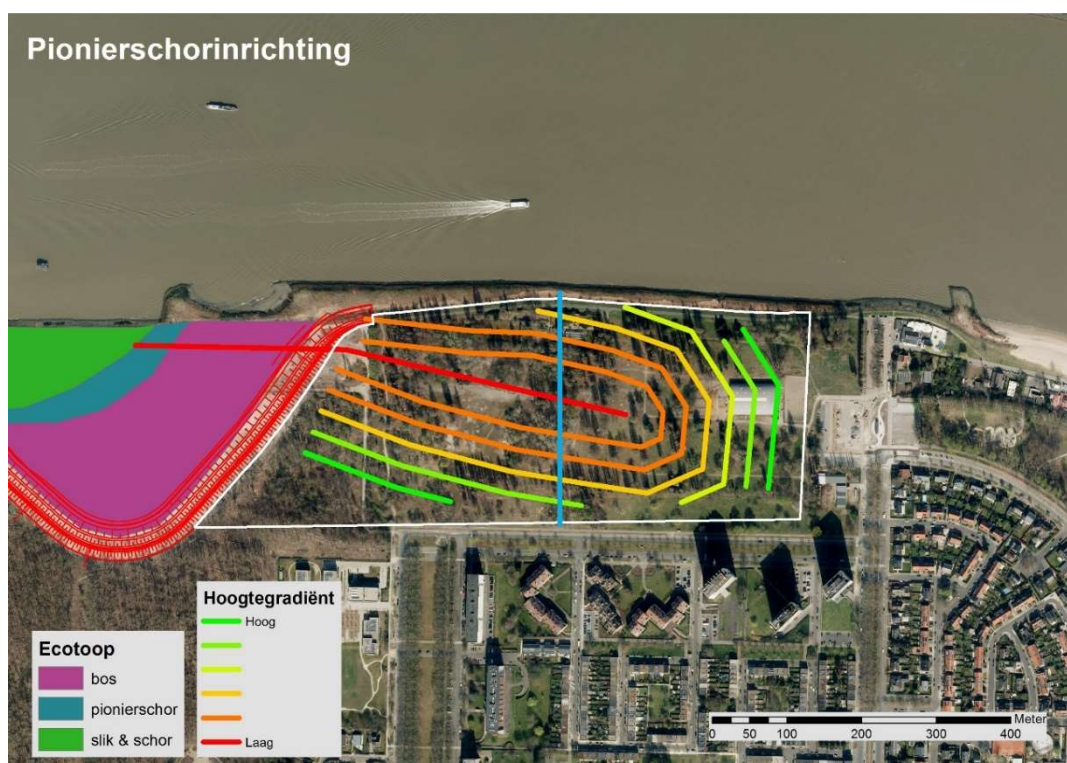 Pionierschorinrichting
Hoogtegradiënt
Hoog
Laag
Ecotoop
bos
pionierschor
slik & schor
Meter
0 50 100 200 300 400